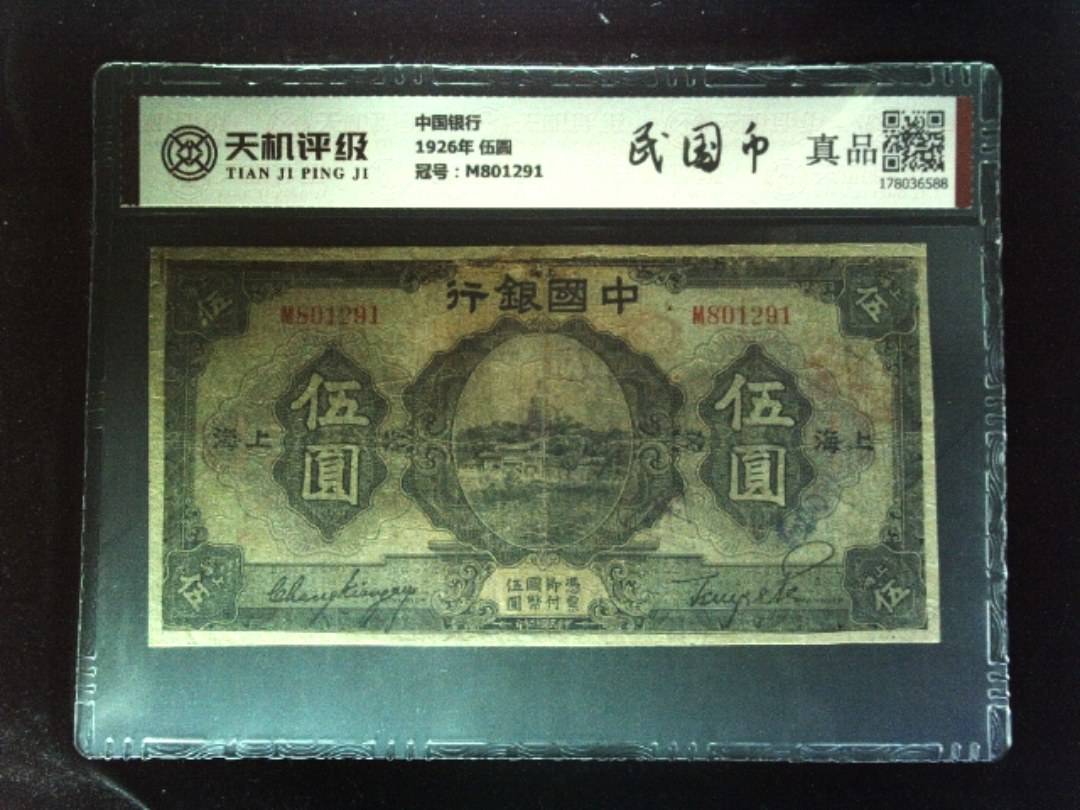 天机评级
TIAN JI PING JI
中国银行
1926年 伍圆
冠号：M801291
民国币
真品
178036588
中國銀行
M801291
M801291
伍
伍
伍圓
伍圓
上海
上海
憑票
即付
國幣
伍圓
伍
伍